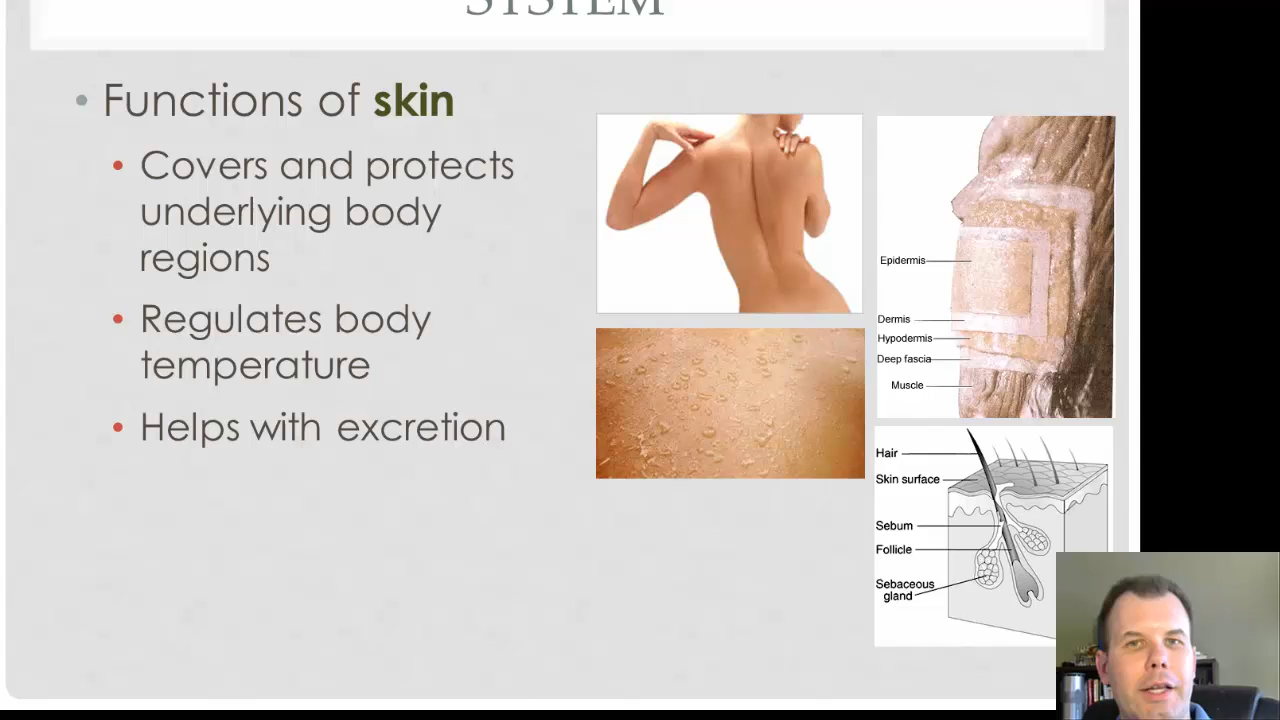 SYSTEM
Functions of skin
Covers and protects
underlying body
regions
Regulates body
temperature
Helps with excretion
Epidermis
Dermis
Hypodermis
Deep fascia
Muscle
Hair
Skin surface
Sebum
Follicle
Sebaceous
gland